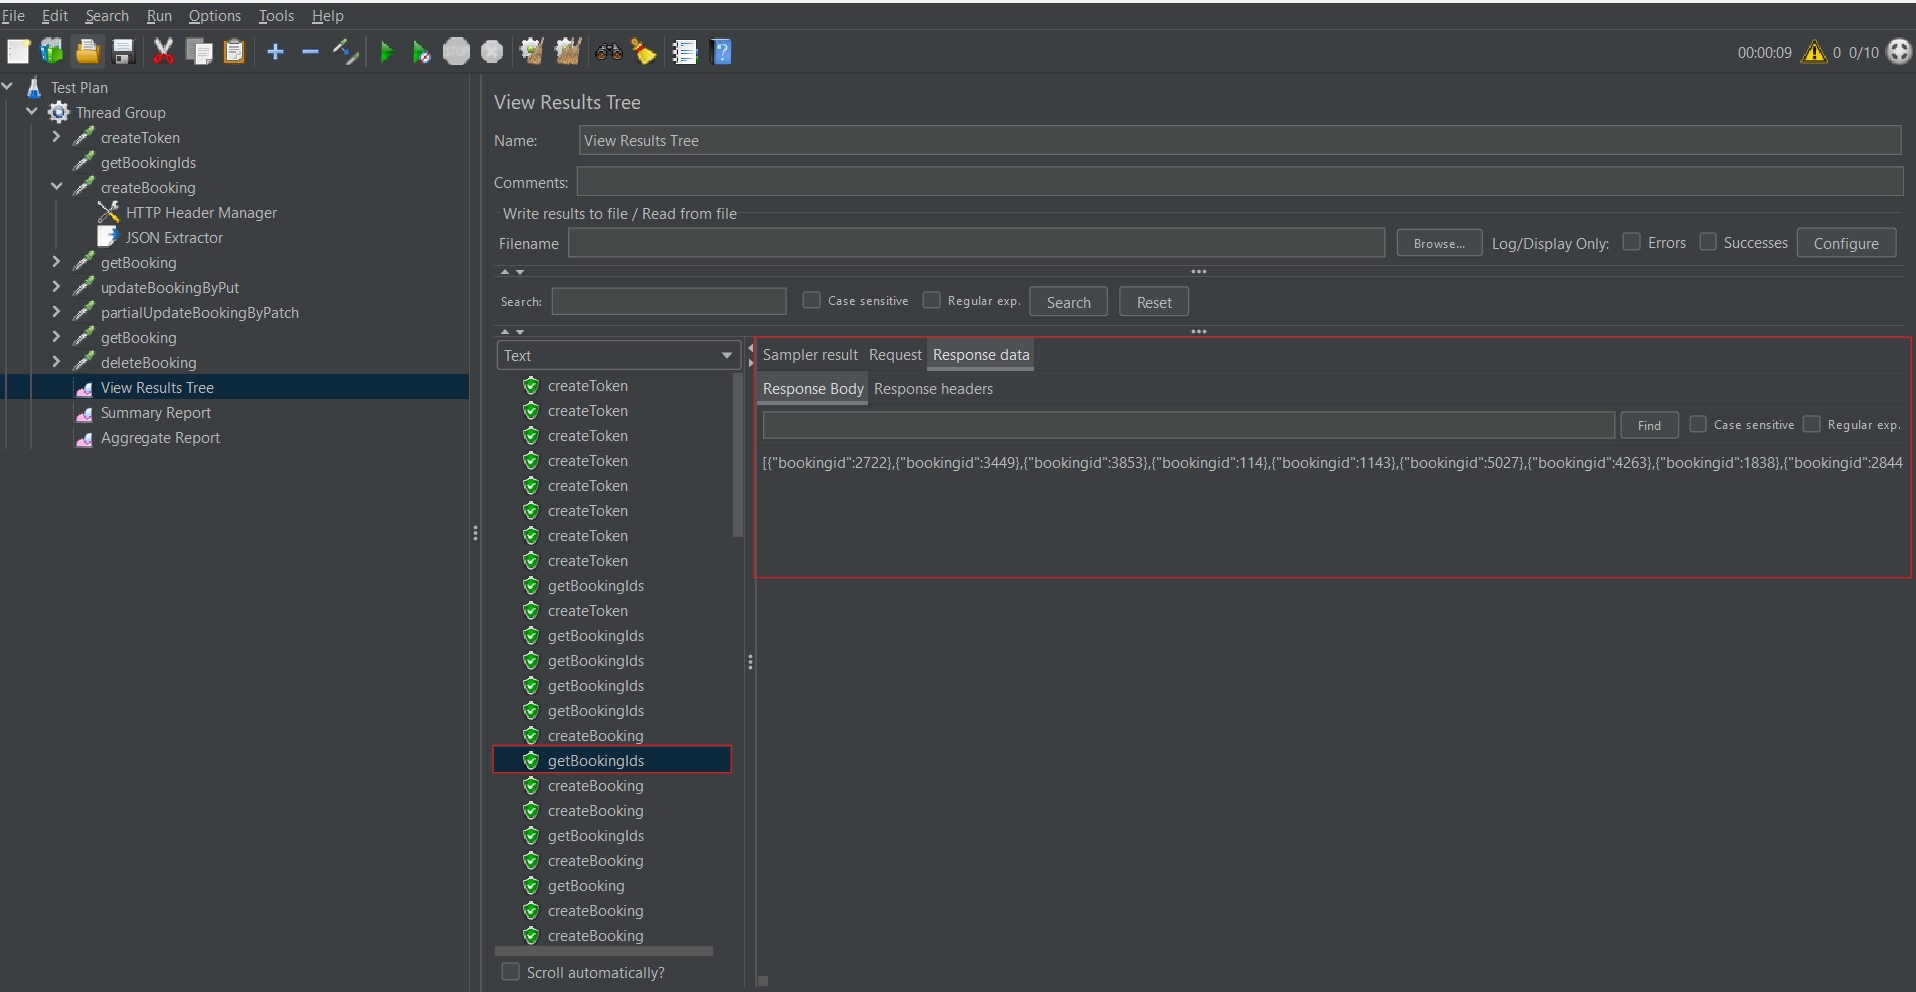 File Edit Search Run Options Tools Help
STOP
00:00:09 0 0/10
Test Plan
Thread Group
createToken
getBookingIds
createBooking
HTTP Header Manager
JSON Extractor
getBooking
updateBookingByPut
partialUpdateBookingByPatch
getBooking
deleteBooking
View Results Tree
Summary Report
Aggregate Report
View Results Tree
Name: View Results Tree
Comments:
Write results to file / Read from file
Filename Browse... Log/Display Only: Errors Successes Configure
Search: Case sensitive Regular exp. Search Reset
Text
createToken
createToken
createToken
createToken
createToken
createToken
createToken
createToken
getBookingIds
createToken
getBookingIds
getBookingIds
getBookingIds
getBookingIds
createBooking
getBookingIds
createBooking
createBooking
getBookingIds
createBooking
getBooking
createBooking
createBooking
Scroll automatically?
Sampler result Request Response data
Response Body Response headers
Find Case sensitive Regular exp.
[{"bookingid":2722},{"bookingid":3449},{"bookingid":3853},{"bookingid":114},{"bookingid":1143},{"bookingid":5027},{"bookingid":4263},{"bookingid":1838},{"bookingid":2844